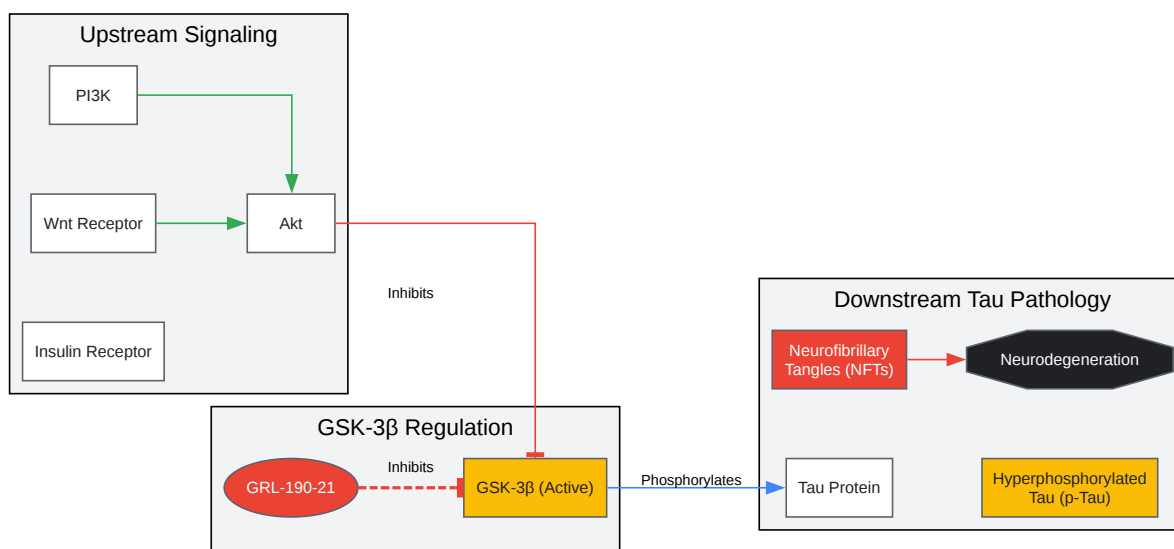 Upstream Signaling
PI3K
Wnt Receptor
Akt
Insulin Receptor
Inhibits
GSK-3β Regulation
GRL-190-21
Inhibits
GSK-3β (Active)
Phosphorylates
Downstream Tau Pathology
Neurofibrillary
Tangles (NFTs)
Neurodegeneration
Tau Protein
Hyperphosphorylated
Tau (p-Tau)